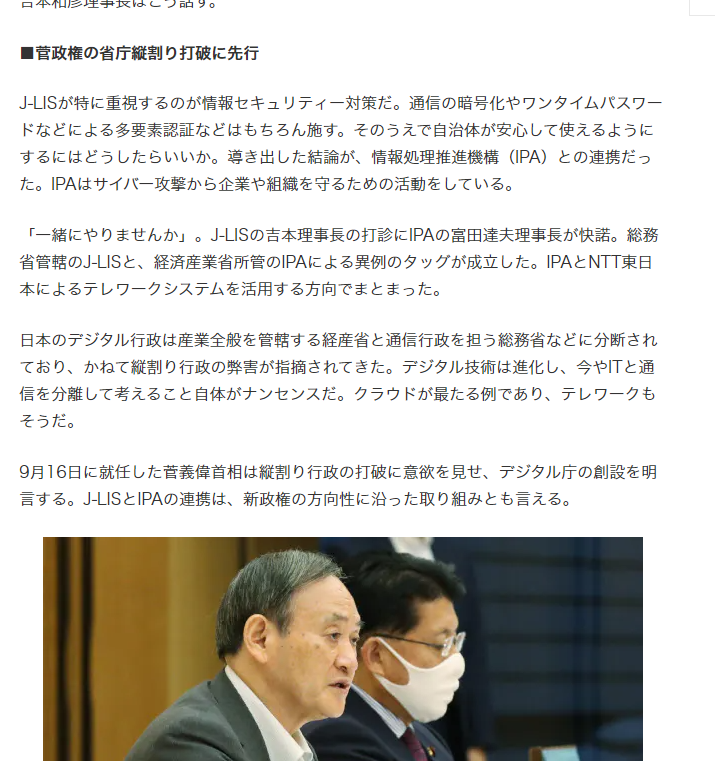 吉本和彦理事長はこう話す。
■菅政権の省庁縦割り打破に先行
J-LISが特に重視するのが情報セキュリティー対策だ。通信の暗号化やワンタイムパスワー
ドなどによる多要素認証などはもちろん施す。そのうえで自治体が安心して使えるように
するにはどうしたらいいか。導き出した結論が、情報処理推進機構（IPA）との連携だっ
た。IPAはサイバー攻撃から企業や組織を守るための活動をしている。
「一緒にやりませんか」。J-LISの吉本理事長の打診にIPAの富田達夫理事長が快諾。総務
省管轄のJ-LISと、経済産業省所管のIPAによる異例のタッグが成立した。IPAとNTT東日
本によるテレワークシステムを活用する方向でまとまった。
日本のデジタル行政は産業全般を管轄する経産省と通信行政を担う総務省などに分断され
ており、かねて縦割り行政の弊害が指摘されてきた。デジタル技術は進化し、今やITと通
信を分離して考えること自体がナンセンスだ。クラウドが最たる例であり、テレワークも
そうだ。
9月16日に就任した菅義偉首相は縦割り行政の打破に意欲を見せ、デジタル庁の創設を明
言する。J-LISとIPAの連携は、新政権の方向性に沿った取り組みとも言える。